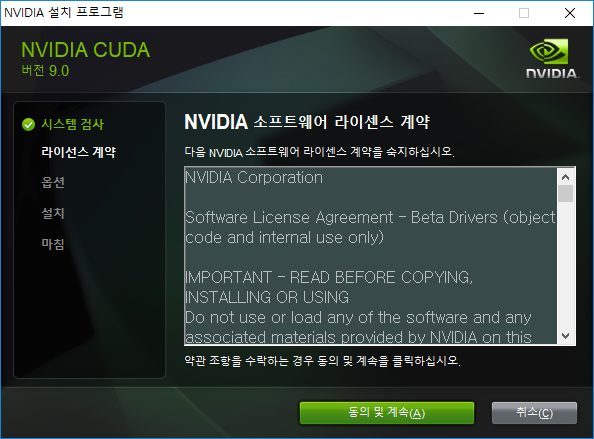 NVIDIA 설치 프로그램
NVIDIA CUDA
버전 9.0
NVIDIA.
시스템 검사
라이선스 계약
옵션
설치
마침
NVIDIA 소프트웨어 라이센스 계약
다음 NVIDIA 소프트웨어 라이센스 계약을 숙지하십시오.
NVIDIA Corporation
Software License Agreement – Beta Drivers (object
code and internal use only)
IMPORTANT – READ BEFORE COPYING,
INSTALLING OR USING
Do not use or load any of the software and any
associated materials provided by NVIDIA on this
약관 조항을 수락하는 경우 동의 및 계속을 클릭하십시오.
동의 및 계속(A)
취소(C)